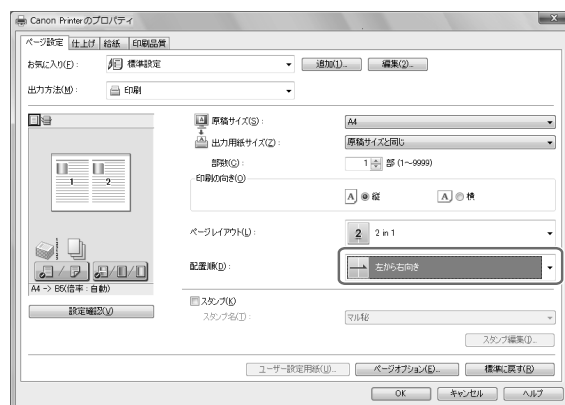 Canon Printer のプロパティ
ページ設定 仕上げ 給紙 印刷品質
お気に入り(F): 標準設定 追加(1)... 編集(2)...
出力方法(M): 印刷
原稿サイズ(S): A4
出力用紙サイズ(Z): 原稿サイズと同じ
部数(C): 1 部 (1～9999)
印刷の向き(O)
A 縦 A 横
1 2
ページレイアウト(L): 2 2 in 1
配置順(D): 左から右向き
A4 -> B5(倍率：自動)
設定確認(V)
スタンプ(K)
スタンプ名(T): マル秘
スタンプ編集(I)...
ユーザー設定用紙(U)... ページオプション(E)... 標準に戻す(R)
OK キャンセル ヘルプ